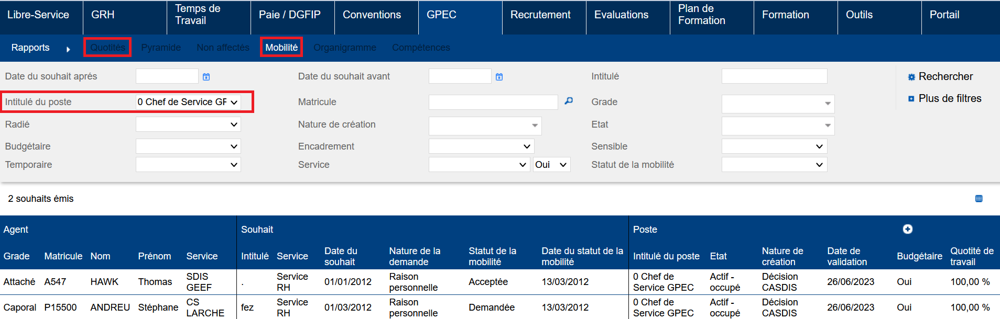 Libre-Service GRH Temps de Travail Paie / DGFIP Conventions GPEC Recrutement Evaluations Plan de Formation Formation Outils Portail
Rapports Quotités Pyramide Non affectés Mobilité Organigramme Compétences
Date du souhait aprés Date du souhait avant Intitulé Rechercher
Intitulé du poste 0 Chef de Service GF Matricule Grade Plus de filtres
Radié Nature de création Etat
Budgétaire Encadrement Sensible
Temporaire Service Oui Statut de la mobilité
2 souhaits émis
Agent Souhait Poste
Grade Matricule Nom Prénom Service Intitulé Service Date du souhait Nature de la demande Statut de la mobilité Date du statut de la mobilité Intitulé du poste Etat Nature de création Date de validation Budgétaire Quotité de travail
Attaché A547 HAWK Thomas SDIS GEEF . Service RH 01/01/2012 Raison personnelle Acceptée 13/03/2012 0 Chef de Service GPEC Actif - occupé Décision CASDIS 26/06/2023 Oui 100,00 %
Caporal P15500 ANDREU Stéphane CS LARCHE fez Service RH 01/03/2012 Raison personnelle Demandée 13/03/2012 0 Chef de Service GPEC Actif - occupé Décision CASDIS 26/06/2023 Oui 100,00 %